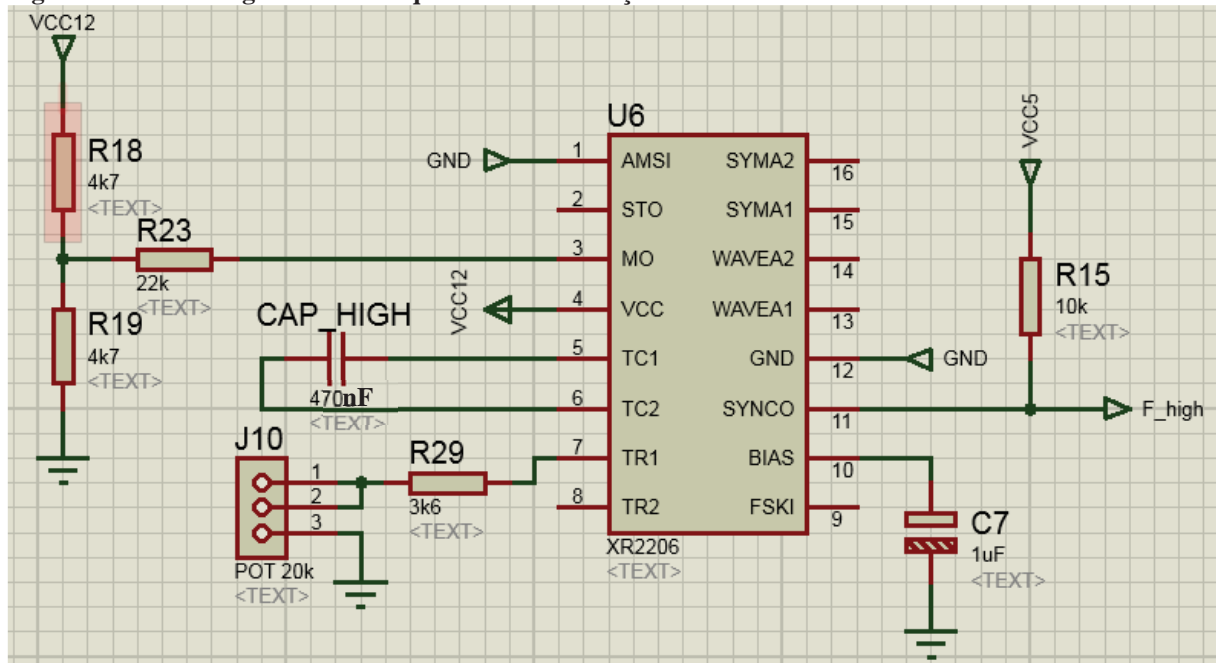 VCC12
R18
4k7
<TEXT>
R23
22k
<TEXT>
R19
4k7
<TEXT>
GND
VCC12
CAP_HIGH
470nF
<TEXT>
J10
1
2
3
POT 20k
<TEXT>
R29
3k6
<TEXT>
U6
1 AMSI SYMA2 16
2 STO SYMA1 15
3 MO WAVEA2 14
4 VCC WAVEA1 13
5 TC1 GND 12
6 TC2 SYNCO 11
7 TR1 BIAS 10
8 TR2 FSKI 9
XR2206
<TEXT>
VCC5
R15
10k
<TEXT>
GND
F_high
C7
1uF
<TEXT>